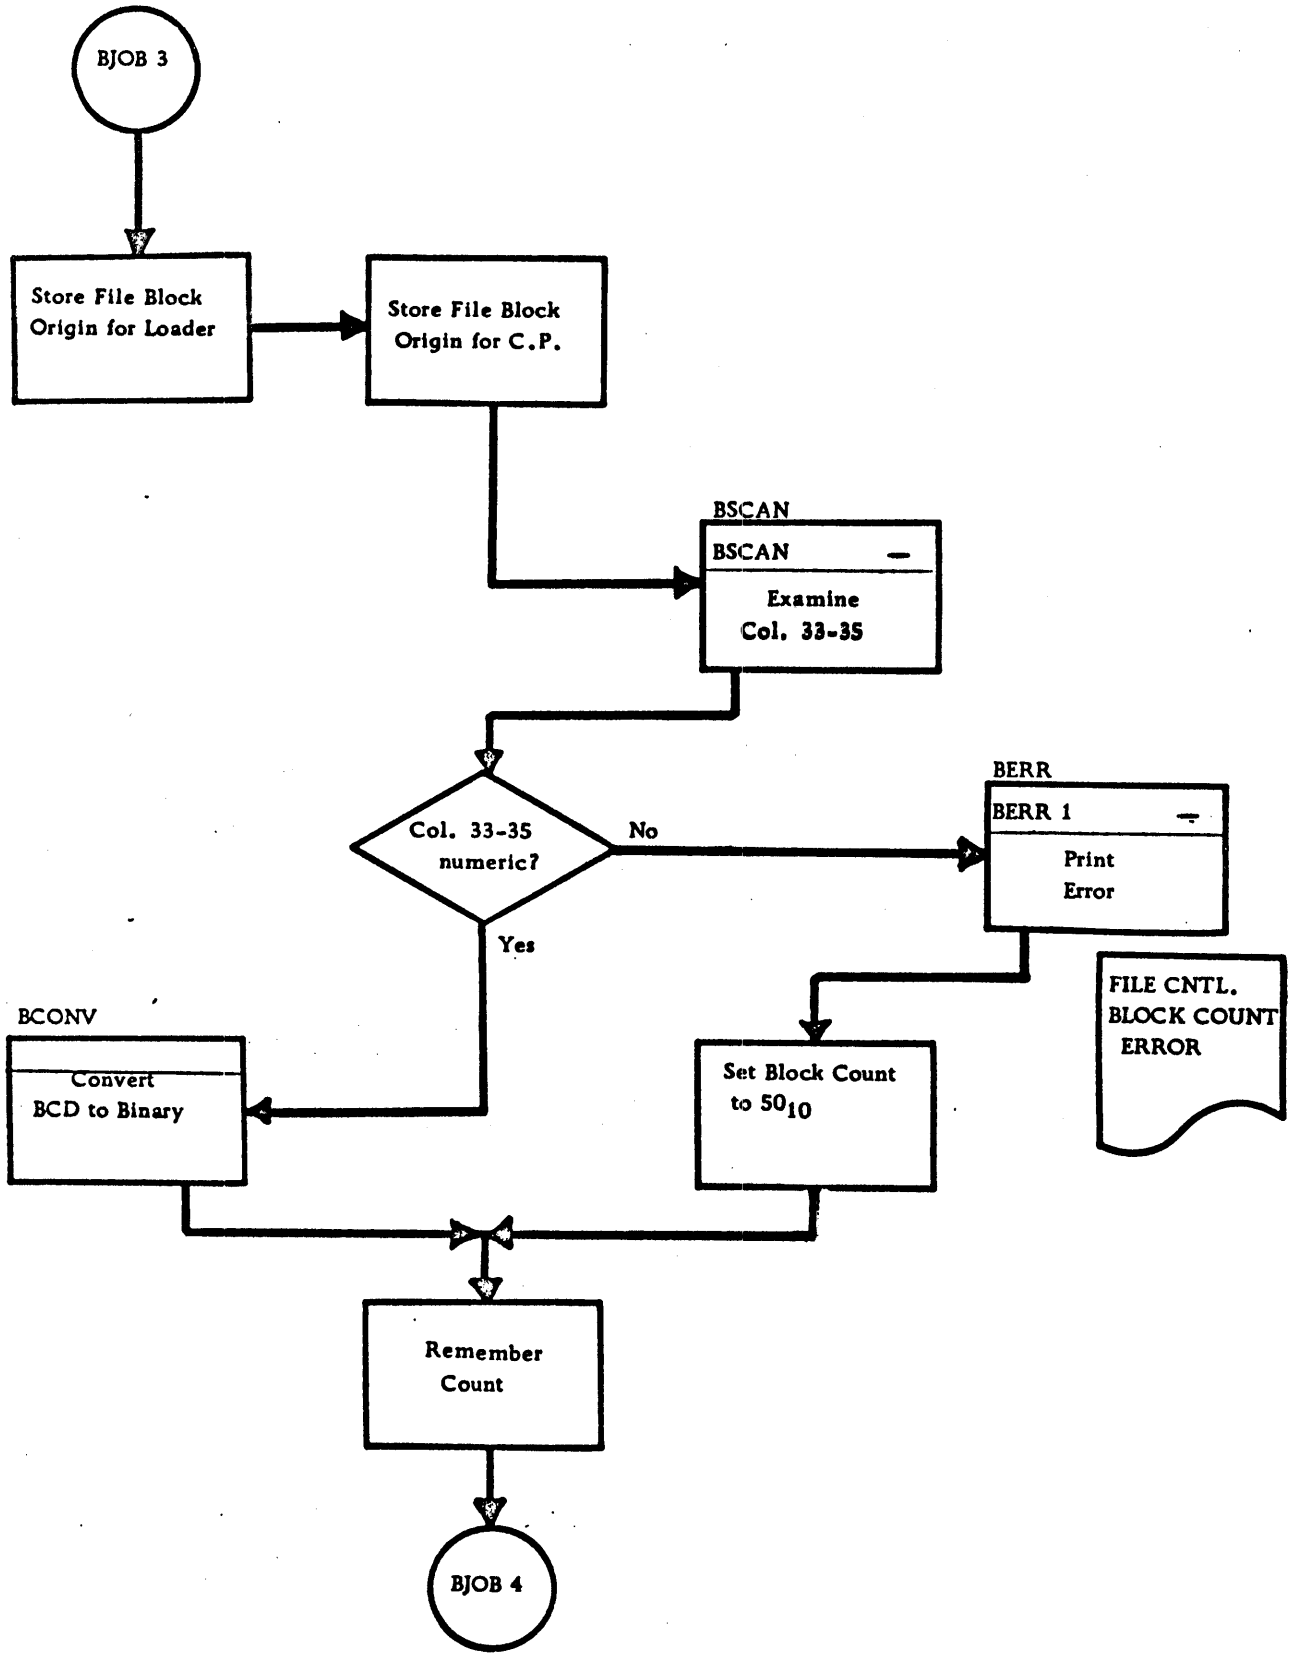 BJOB 3
Store File Block
Origin for Loader
Store File Block
Origin for C.P.
BSCAN
BSCAN —
Examine
Col. 33-35
Col. 33-35
numeric?
No
Yes
BERR
BERR 1 —
Print
Error
FILE CNTL.
BLOCK COUNT
ERROR
BCONV
Convert
BCD to Binary
Set Block Count
to 50₁₀
Remember
Count
BJOB 4